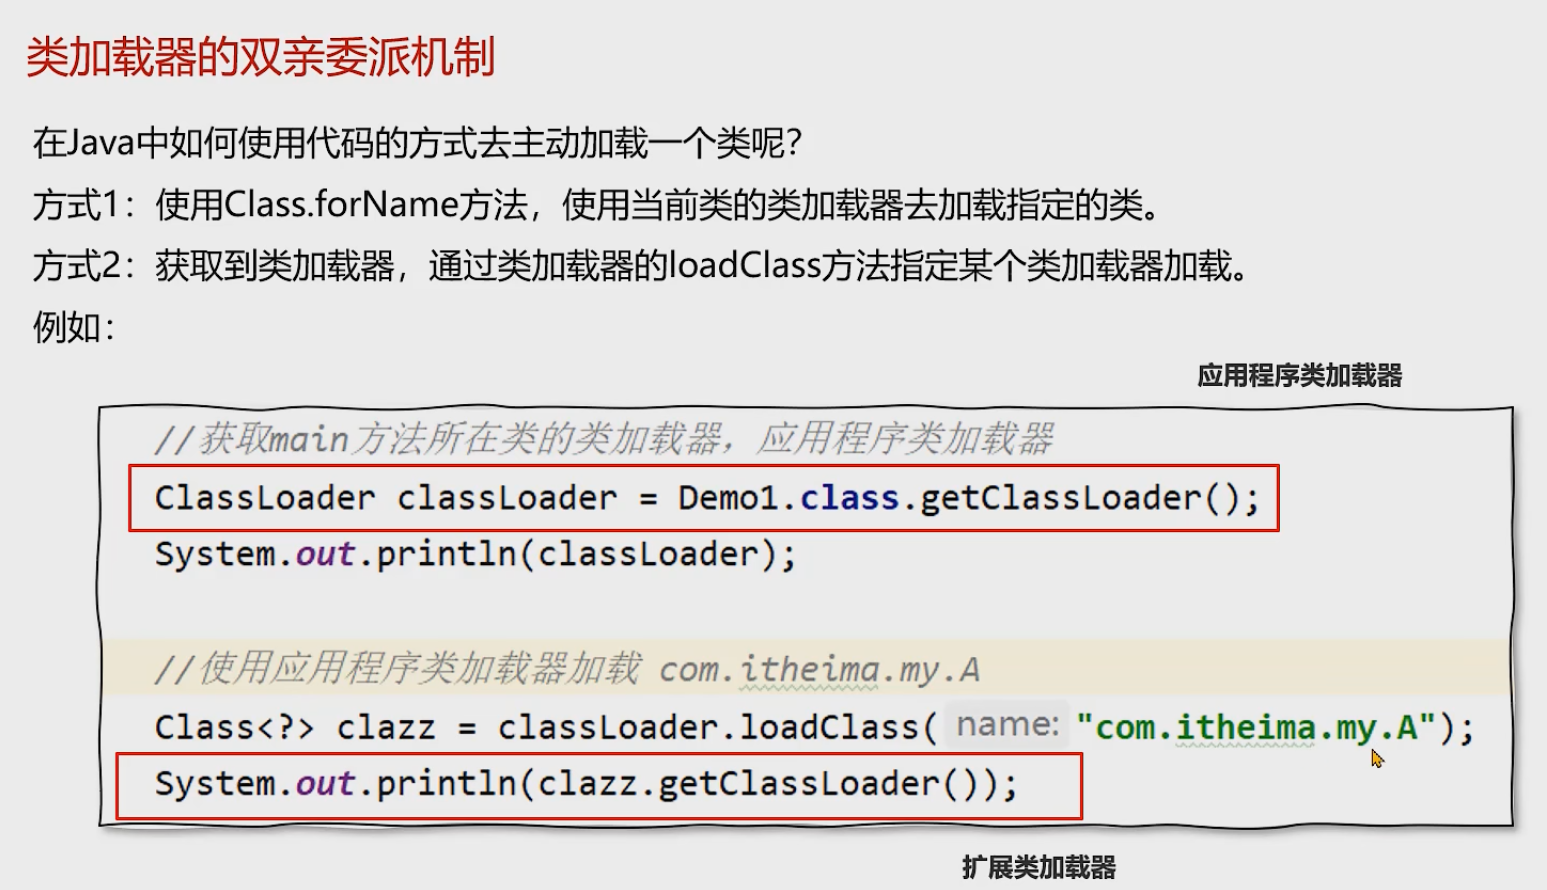 类加载器的双亲委派机制
在Java中如何使用代码的方式去主动加载一个类呢？
方式1：使用Class.forName方法，使用当前类的类加载器去加载指定的类。
方式2：获取到类加载器，通过类加载器的loadClass方法指定某个类加载器加载。
例如：
应用程序类加载器
//获取main方法所在类的类加载器，应用程序类加载器
ClassLoader classLoader = Demo1.class.getClassLoader();
System.out.println(classLoader);
//使用应用程序类加载器加载 com.itheima.my.A
Class<?> clazz = classLoader.loadClass( name: "com.itheima.my.A");
System.out.println(clazz.getClassLoader());
扩展类加载器